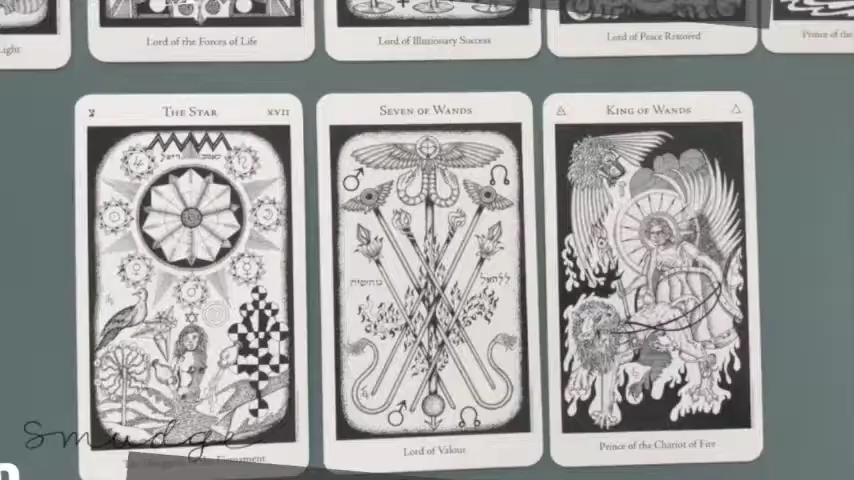 Light
Lord of the Forces of Life
Lord of Illusionary Success
Lord of Peace Restored
Prince of the
THE STAR
XVII
SEVEN OF WANDS
KING OF WANDS
Lord of Valour
Prince of the Chariot of Fire
smudge